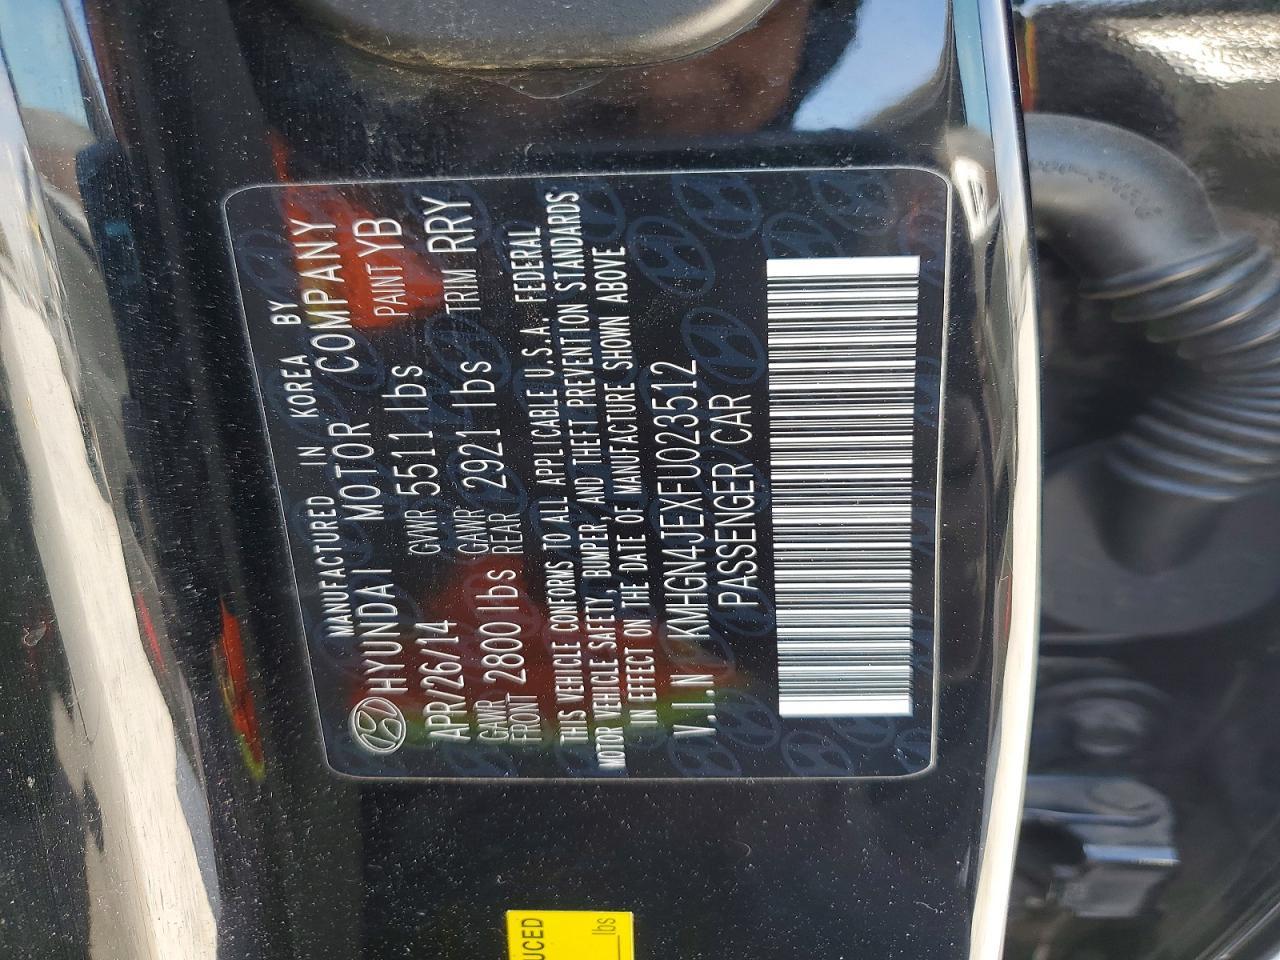 MANUFACTURED IN KOREA BY
HYUNDAI MOTOR COMPANY
APR/26/14 GVWR 5511 lbs PAINT YB
GAWR FRONT 2800 lbs GAWR REAR 2921 lbs TRIM RRY
THIS VEHICLE CONFORMS TO ALL APPLICABLE U.S.A. FEDERAL
MOTOR VEHICLE SAFETY, BUMPER, AND THEFT PREVENTION STANDARDS
IN EFFECT ON THE DATE OF MANUFACTURE SHOWN ABOVE
V.I.N KMHGN4JEXFU023512
PASSENGER CAR
UCED
lbs